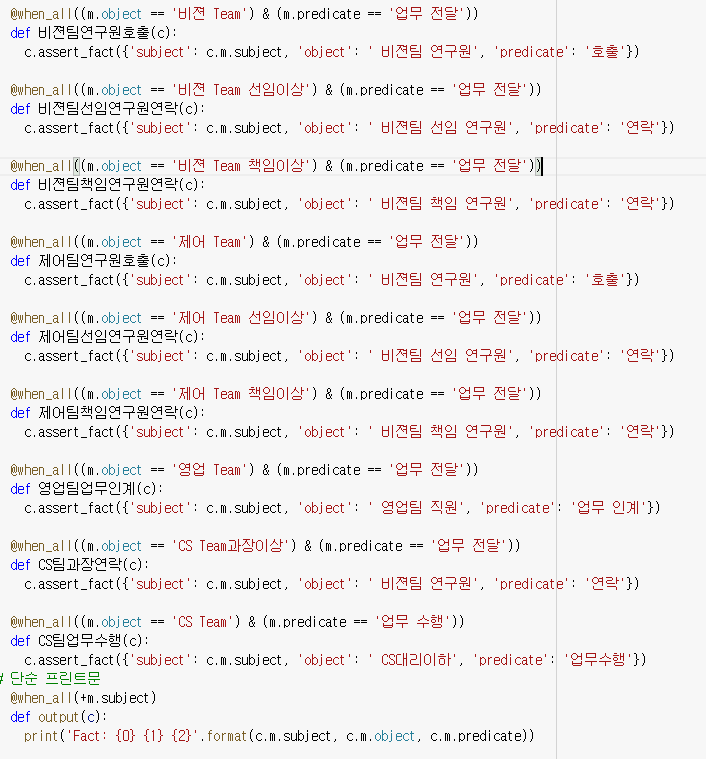 @when_all((m.object == '비젼 Team') & (m.predicate == '업무 전달'))
def 비젼팀연구원호출(c):
c.assert_fact({'subject': c.m.subject, 'object': ' 비젼팀 연구원', 'predicate': '호출'})
@when_all((m.object == '비젼 Team 선임이상') & (m.predicate == '업무 전달'))
def 비젼팀선임연구원연락(c):
c.assert_fact({'subject': c.m.subject, 'object': ' 비젼팀 선임 연구원', 'predicate': '연락'})
@when_all((m.object == '비젼 Team 책임이상') & (m.predicate == '업무 전달'))
def 비젼팀책임연구원연락(c):
c.assert_fact({'subject': c.m.subject, 'object': ' 비젼팀 책임 연구원', 'predicate': '연락'})
@when_all((m.object == '제어 Team') & (m.predicate == '업무 전달'))
def 제어팀연구원호출(c):
c.assert_fact({'subject': c.m.subject, 'object': ' 비젼팀 연구원', 'predicate': '호출'})
@when_all((m.object == '제어 Team 선임이상') & (m.predicate == '업무 전달'))
def 제어팀선임연구원연락(c):
c.assert_fact({'subject': c.m.subject, 'object': ' 비젼팀 선임 연구원', 'predicate': '연락'})
@when_all((m.object == '제어 Team 책임이상') & (m.predicate == '업무 전달'))
def 제어팀책임연구원연락(c):
c.assert_fact({'subject': c.m.subject, 'object': ' 비젼팀 책임 연구원', 'predicate': '연락'})
@when_all((m.object == '영업 Team') & (m.predicate == '업무 전달'))
def 영업팀업무인계(c):
c.assert_fact({'subject': c.m.subject, 'object': ' 영업팀 직원', 'predicate': '업무 인계'})
@when_all((m.object == 'CS Team과장이상') & (m.predicate == '업무 전달'))
def CS팀과장연락(c):
c.assert_fact({'subject': c.m.subject, 'object': ' 비젼팀 연구원', 'predicate': '연락'})
@when_all((m.object == 'CS Team') & (m.predicate == '업무 수행'))
def CS팀업무수행(c):
c.assert_fact({'subject': c.m.subject, 'object': ' CS대리이하', 'predicate': '업무수행'})
# 단순 프린트문
@when_all(+m.subject)
def output(c):
print('Fact: {0} {1} {2}'.format(c.m.subject, c.m.object, c.m.predicate))